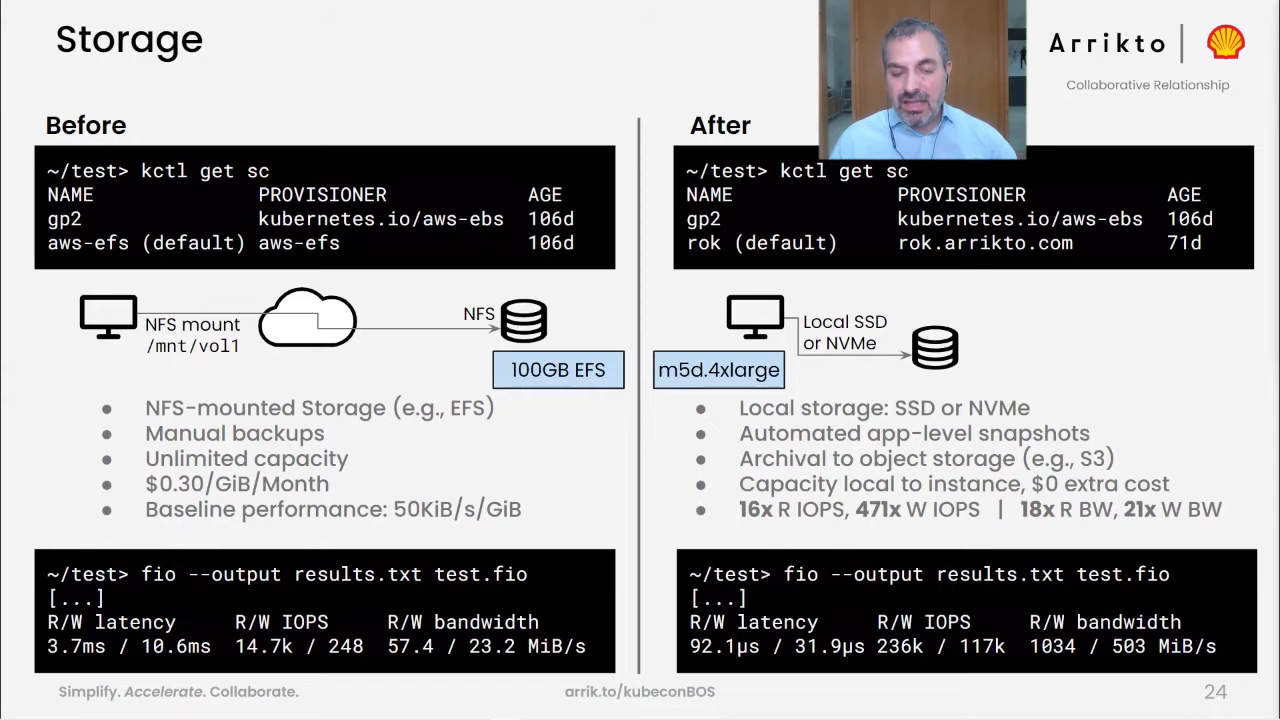 Storage
Arrikto
Collaborative Relationship
Before
~/test> kctl get sc
NAME PROVISIONER AGE
gp2 kubernetes.io/aws-ebs 106d
aws-efs (default) aws-efs 106d
NFS mount
/mnt/vol1
NFS
100GB EFS
● NFS-mounted Storage (e.g., EFS)
● Manual backups
● Unlimited capacity
● $0.30/GiB/Month
● Baseline performance: 50KiB/s/GiB
~/test> fio --output results.txt test.fio
[...]
R/W latency R/W IOPS R/W bandwidth
3.7ms / 10.6ms 14.7k / 248 57.4 / 23.2 MiB/s
After
~/test> kctl get sc
NAME PROVISIONER AGE
gp2 kubernetes.io/aws-ebs 106d
rok (default) rok.arrikto.com 71d
Local SSD
or NVMe
m5d.4xlarge
● Local storage: SSD or NVMe
● Automated app-level snapshots
● Archival to object storage (e.g., S3)
● Capacity local to instance, $0 extra cost
● 16x R IOPS, 471x W IOPS | 18x R BW, 21x W BW
~/test> fio --output results.txt test.fio
[...]
R/W latency R/W IOPS R/W bandwidth
92.1µs / 31.9µs 236k / 117k 1034 / 503 MiB/s
Simplify. Accelerate. Collaborate.
arrik.to/kubeconBOS
24